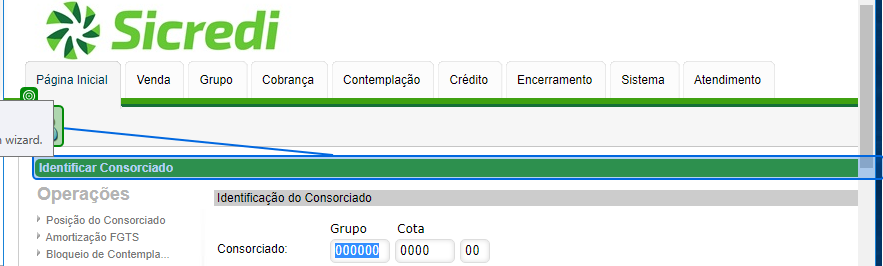 Sicredi
Página Inicial Venda Grupo Cobrança Contemplação Crédito Encerramento Sistema Atendimento
wizard.
Identificar Consorciado
Operações
Identificação do Consorciado
Posição do Consorciado
Amortização FGTS
Bloqueio de Contempla...
Grupo Cota
Consorciado: 000000 0000 00